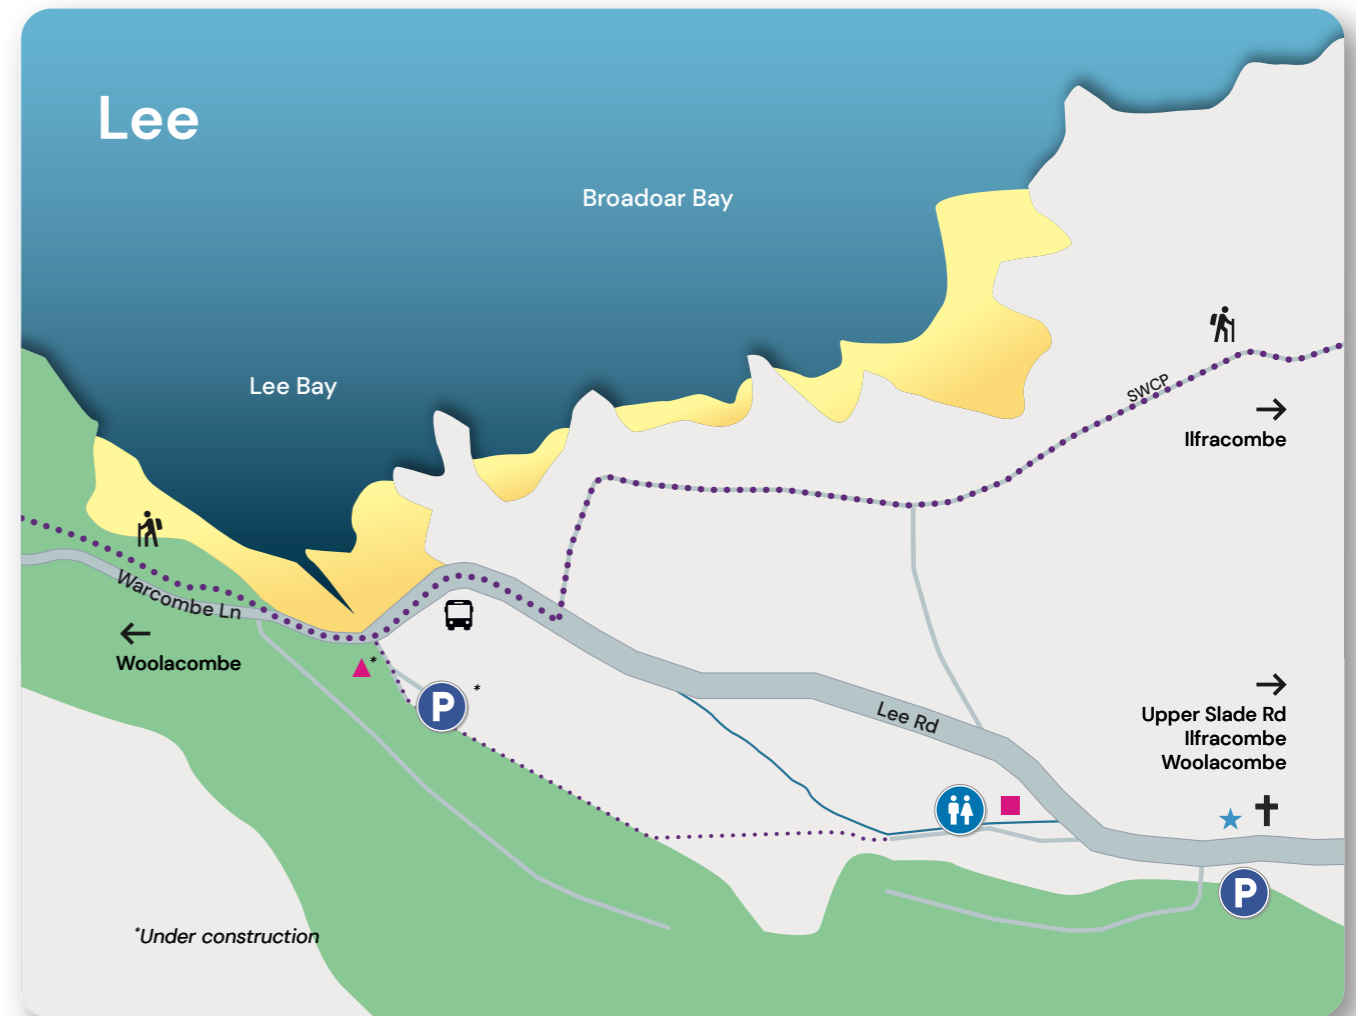 Lee
Broadoar Bay
Lee Bay
SWCP
Ilfracombe
Warcombe Ln
Woolacombe
*
P
*
Lee Rd
Upper Slade Rd
Ilfracombe
Woolacombe
P
*Under construction